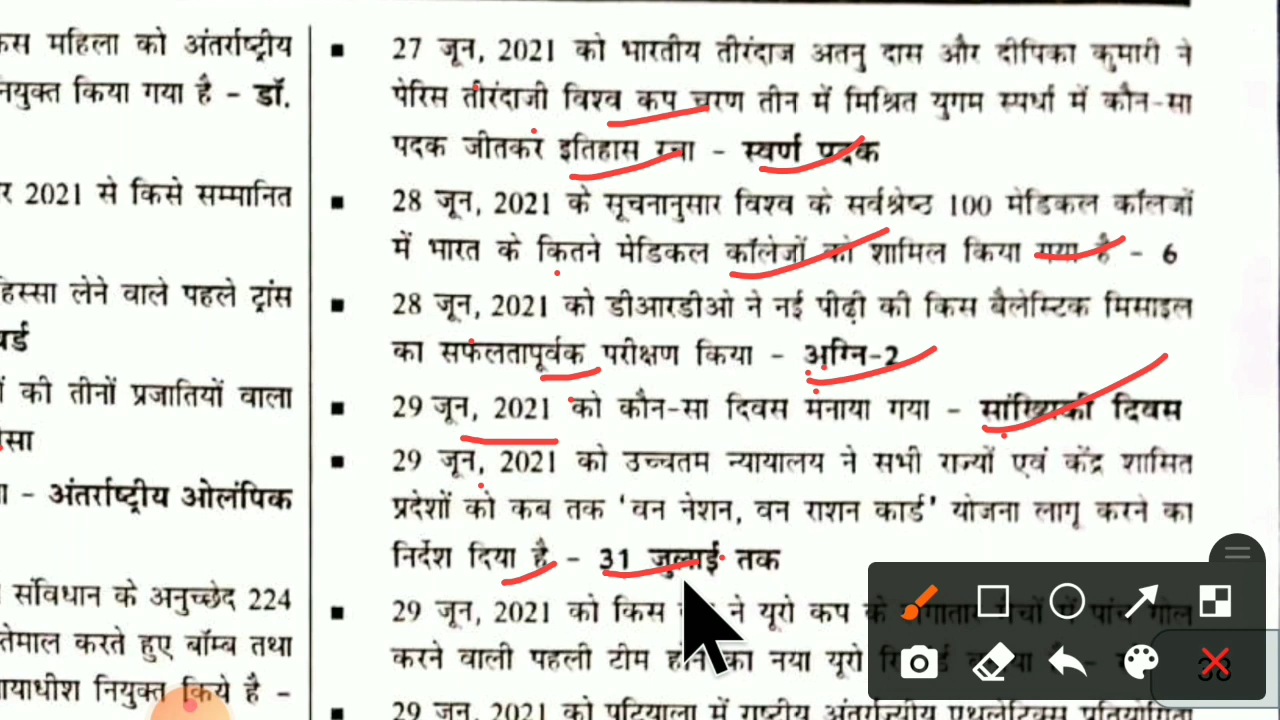 कस महिला को अंतर्राष्ट्रीय
नियुक्त किया गया है – डॉ.
र 2021 से किसे सम्मानित
हिस्सा लेने वाले पहले ट्रांस
र्ड
ों की तीनों प्रजातियों वाला
सा
– अंतर्राष्ट्रीय ओलंपिक
संविधान के अनुच्छेद 224
तेमाल करते हुए बॉम्ब तथा
यायाधीश नियुक्त किये है –
27 जून, 2021 को भारतीय तीरंदाज अतनु दास और दीपिका कुमारी ने
पेरिस तीरंदाजी विश्व कप चरण तीन में मिश्रित युगम स्पर्धा में कौन-सा
पदक जीतकर इतिहास रचा – स्वर्ण पदक
28 जून, 2021 के सूचनानुसार विश्व के सर्वश्रेष्ठ 100 मेडिकल कॉलजों
में भारत के कितने मेडिकल कॉलेजों को शामिल किया गया है – 6
28 जून, 2021 को डीआरडीओ ने नई पीढ़ी की किस बैलेस्टिक मिसाइल
का सफलतापूर्वक परीक्षण किया – अग्नि-2
29 जून, 2021 को कौन-सा दिवस मनाया गया – सांख्यिकी दिवस
29 जून, 2021 को उच्चतम न्यायालय ने सभी राज्यों एवं केंद्र शासित
प्रदेशों को कब तक ‘वन नेशन, वन राशन कार्ड’ योजना लागू करने का
निर्देश दिया है – 31 जुलाई तक
29 जून, 2021 को किस ने यूरो कप के लगातार मैचों में पांच गोल
करने वाली पहली टीम होने का नया यूरो
29 जून, 2021 को पटियाला में राष्ट्रीय अंतर्राज्यीय एथलेटिक्स प्रतियोगिता
38